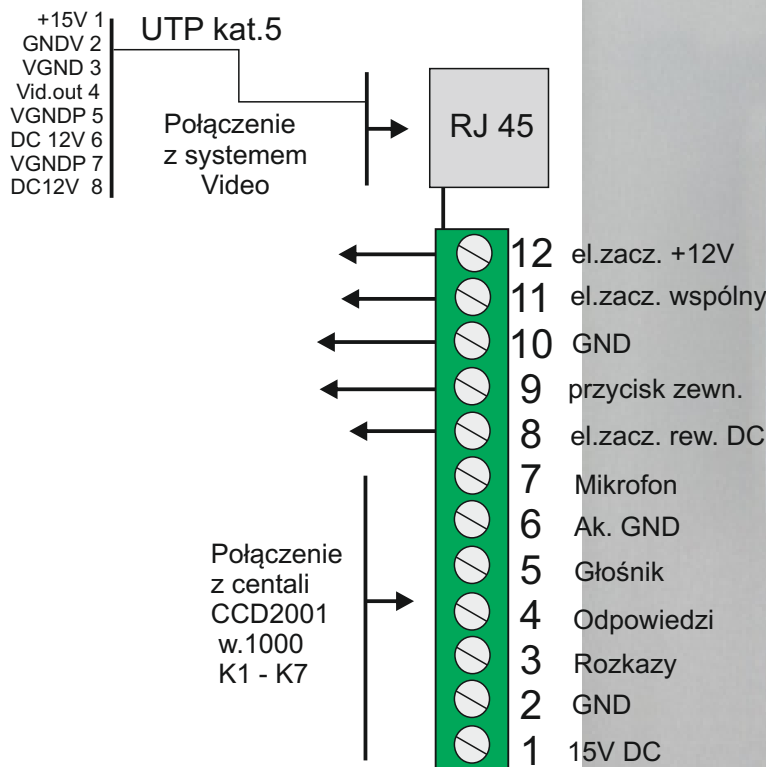 +15V 1
GNDV 2
VGND 3
Vid.out 4
VGNDP 5
DC 12V 6
VGNDP 7
DC12V 8
UTP kat.5
Połączenie
z systemem
Video
RJ 45
12 el.zacz. +12V
11 el.zacz. wspólny
10 GND
9 przycisk zewn.
8 el.zacz. rew. DC
7 Mikrofon
6 Ak. GND
5 Głośnik
4 Odpowiedzi
3 Rozkazy
2 GND
1 15V DC
Połączenie
z centali
CCD2001
w.1000
K1 - K7